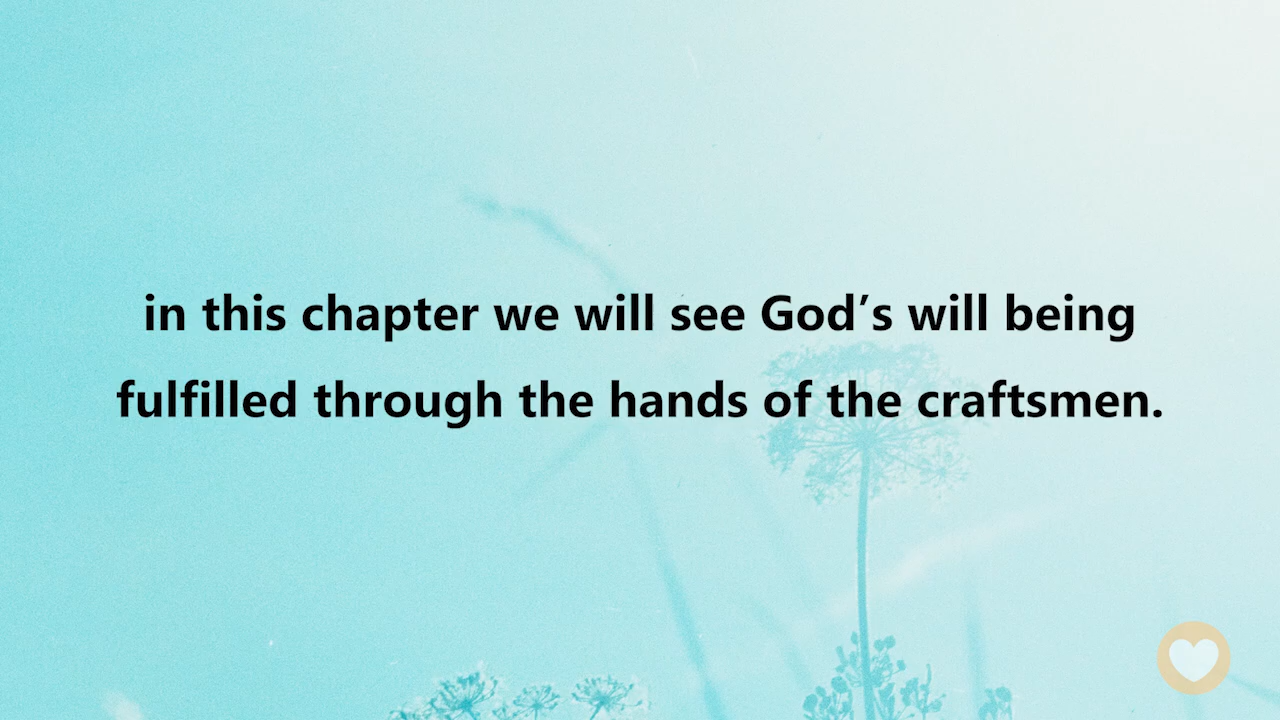 in this chapter we will see God’s will being
fulfilled through the hands of the craftsmen.